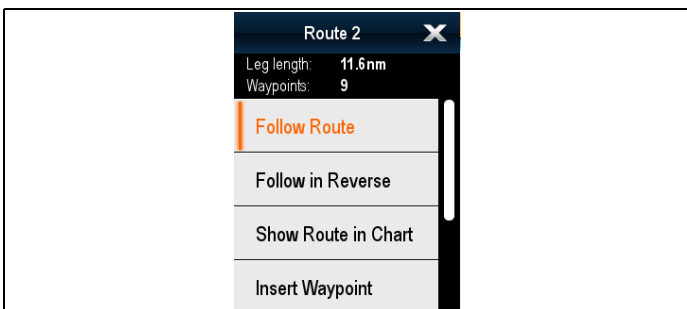 Route 2 X
Leg length: 11.6nm
Waypoints: 9
Follow Route
Follow in Reverse
Show Route in Chart
Insert Waypoint